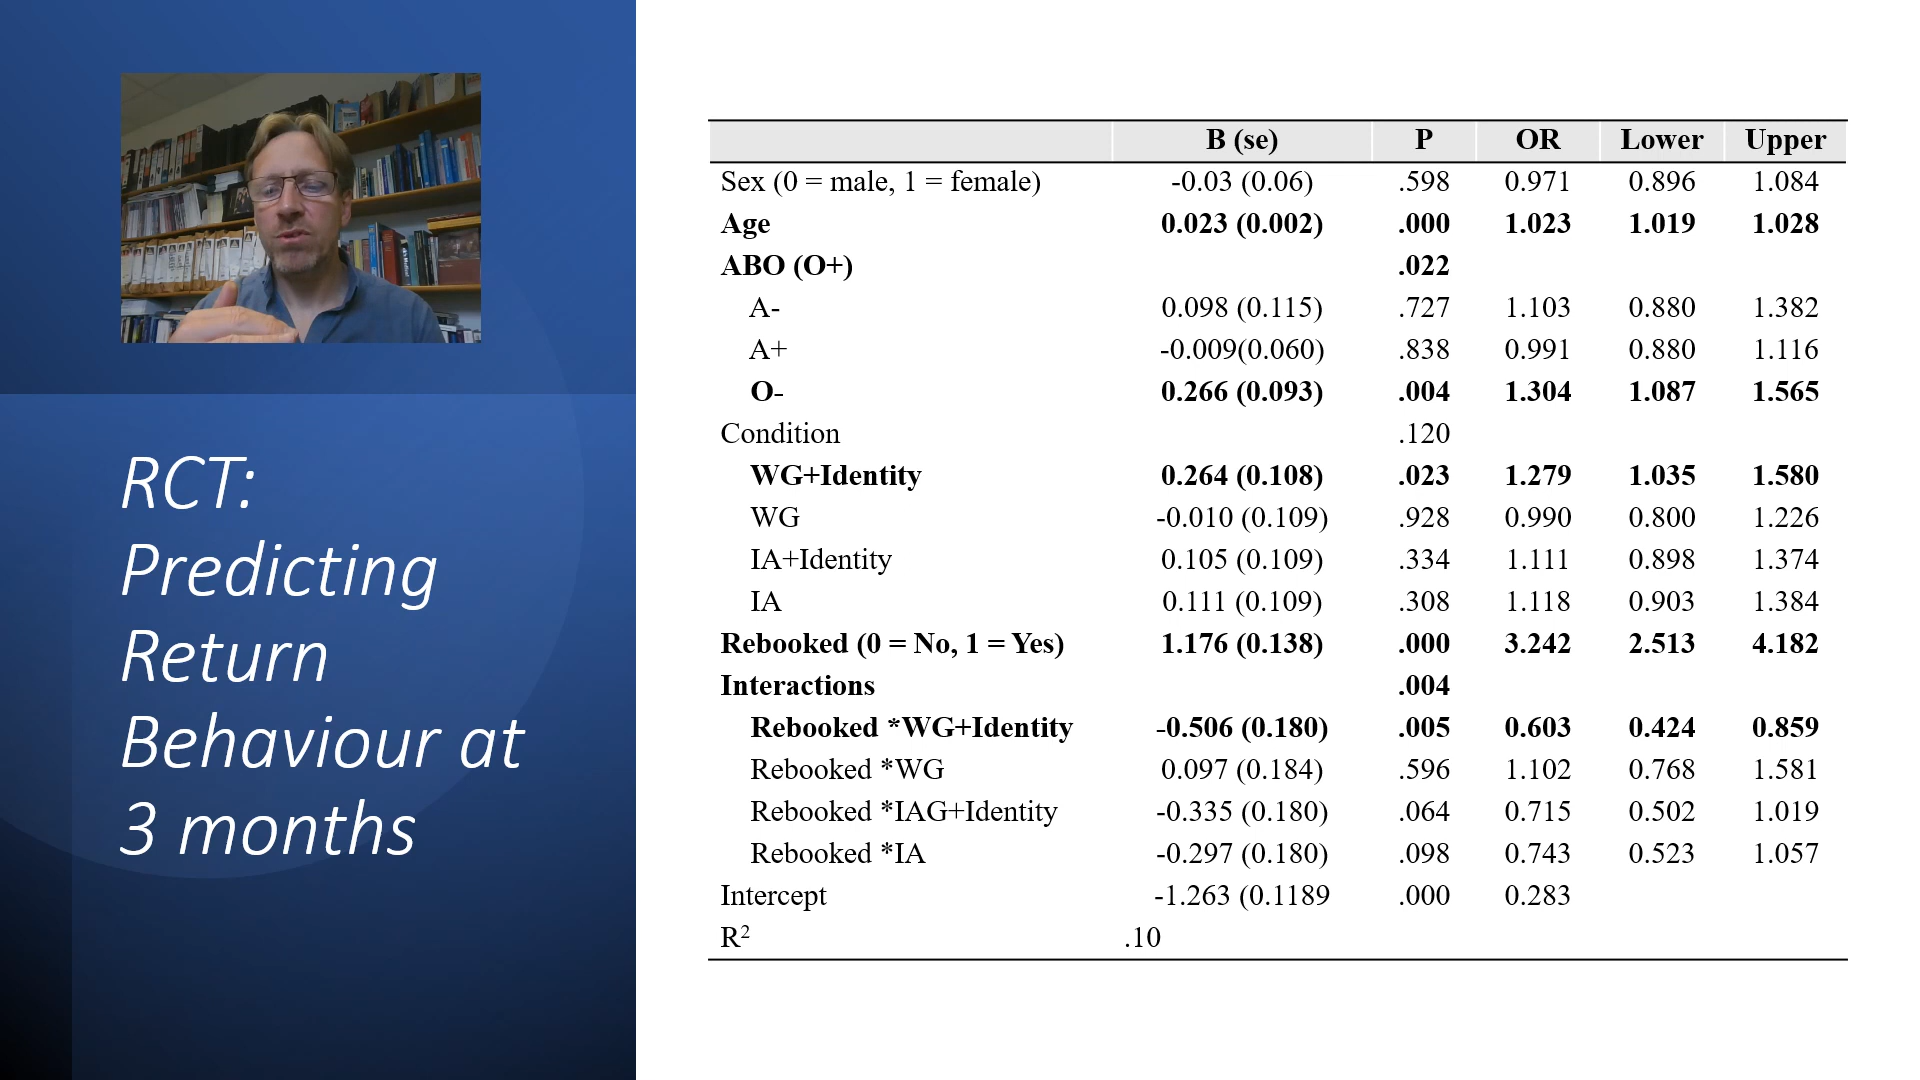 RCT:
Predicting
Return
Behaviour at
3 months
B (se) P OR Lower Upper
Sex (0 = male, 1 = female) -0.03 (0.06) .598 0.971 0.896 1.084
Age 0.023 (0.002) .000 1.023 1.019 1.028
ABO (O+) .022
A- 0.098 (0.115) .727 1.103 0.880 1.382
A+ -0.009(0.060) .838 0.991 0.880 1.116
O- 0.266 (0.093) .004 1.304 1.087 1.565
Condition .120
WG+Identity 0.264 (0.108) .023 1.279 1.035 1.580
WG -0.010 (0.109) .928 0.990 0.800 1.226
IA+Identity 0.105 (0.109) .334 1.111 0.898 1.374
IA 0.111 (0.109) .308 1.118 0.903 1.384
Rebooked (0 = No, 1 = Yes) 1.176 (0.138) .000 3.242 2.513 4.182
Interactions .004
Rebooked *WG+Identity -0.506 (0.180) .005 0.603 0.424 0.859
Rebooked *WG 0.097 (0.184) .596 1.102 0.768 1.581
Rebooked *IAG+Identity -0.335 (0.180) .064 0.715 0.502 1.019
Rebooked *IA -0.297 (0.180) .098 0.743 0.523 1.057
Intercept -1.263 (0.1189 .000 0.283
R² .10